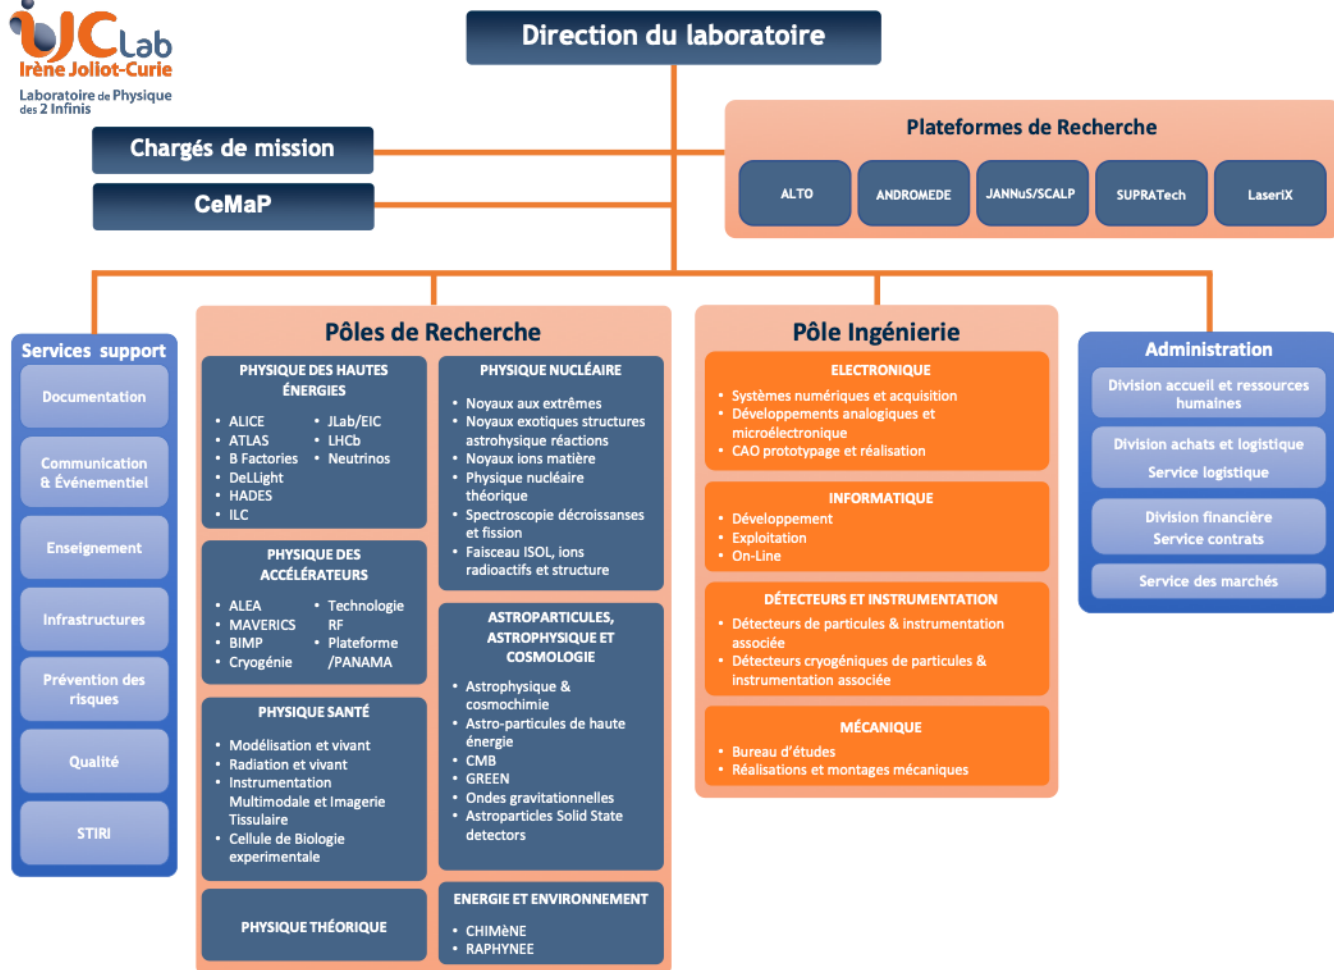 iJCLab
Irène Joliot-Curie
Laboratoire de Physique
des 2 Infinis
Direction du laboratoire
Chargés de mission
CeMaP
Plateformes de Recherche
ALTO
ANDROMEDE
JANNuS/SCALP
SUPRATech
LaseriX
Services support
Documentation
Communication
& Événementiel
Enseignement
Infrastructures
Prévention des
risques
Qualité
STIRI
Pôles de Recherche
PHYSIQUE DES HAUTES
ÉNERGIES
• ALICE
• ATLAS
• B Factories
• DeLLight
• HADES
• ILC
• JLab/EIC
• LHCb
• Neutrinos
PHYSIQUE DES
ACCÉLÉRATEURS
• ALEA
• MAVERICS
• BIMP
• Cryogénie
• Technologie
RF
• Plateforme
/PANAMA
PHYSIQUE SANTÉ
• Modélisation et vivant
• Radiation et vivant
• Instrumentation
Multimodale et Imagerie
Tissulaire
• Cellule de Biologie
experimentale
PHYSIQUE THÉORIQUE
PHYSIQUE NUCLÉAIRE
• Noyaux aux extrêmes
• Noyaux exotiques structures
astrohysique réactions
• Noyaux ions matière
• Physique nucléaire
théorique
• Spectroscopie décroissanses
et fission
• Faisceau ISOL, ions
radioactifs et structure
ASTROPARTICULES,
ASTROPHYSIQUE ET
COSMOLOGIE
• Astrophysique &
cosmochimie
• Astro-particules de haute
énergie
• CMB
• GREEN
• Ondes gravitationnelles
• Astroparticles Solid State
detectors
ENERGIE ET ENVIRONNEMENT
• CHIMèNE
• RAPHYNEE
Pôle Ingénierie
ELECTRONIQUE
• Systèmes numériques et acquisition
• Développements analogiques et
microélectronique
• CAO prototypage et réalisation
INFORMATIQUE
• Développement
• Exploitation
• On-Line
DÉTECTEURS ET INSTRUMENTATION
• Détecteurs de particules & instrumentation
associée
• Détecteurs cryogéniques de particules &
instrumentation associée
MÉCANIQUE
• Bureau d'études
• Réalisations et montages mécaniques
Administration
Division accueil et ressources
humaines
Division achats et logistique
Service logistique
Division financière
Service contrats
Service des marchés